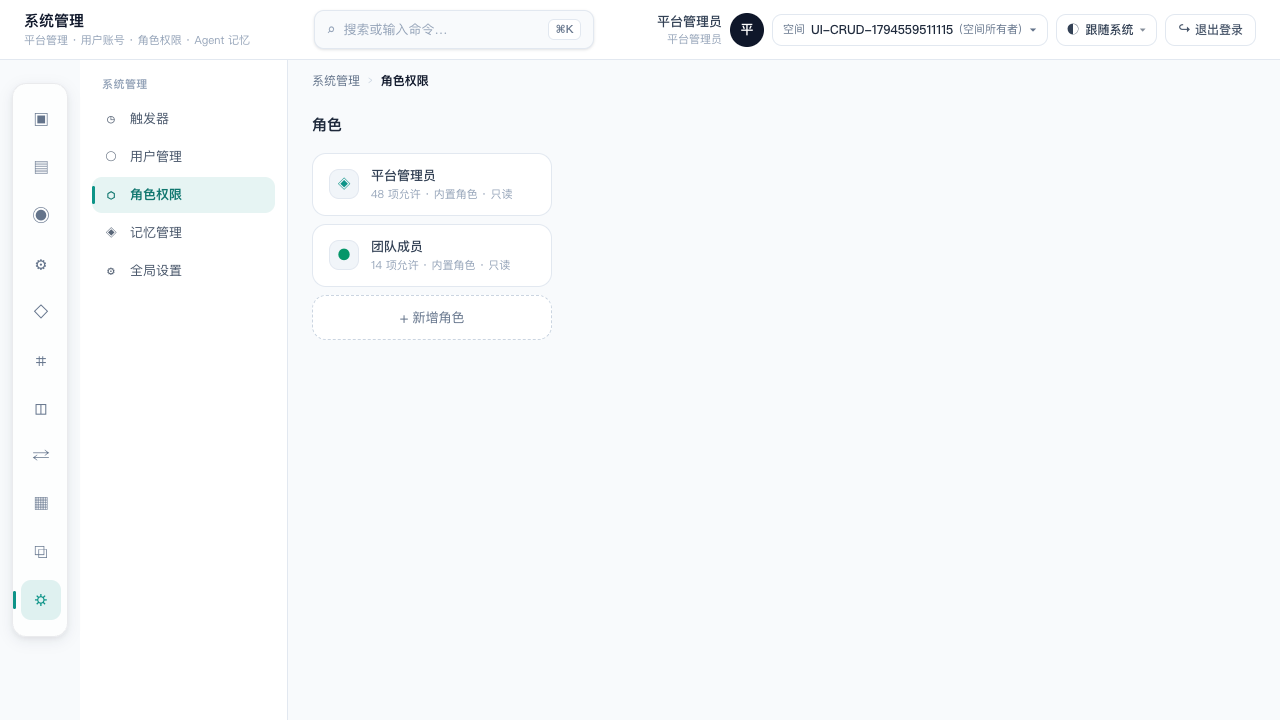 系统管理
平台管理 · 用户账号 · 角色权限 · Agent 记忆
搜索或输入命令…
⌘K
平台管理员
平台管理员
平
空间 UI-CRUD-1794559511115 (空间所有者)
跟随系统
退出登录
系统管理
触发器
用户管理
角色权限
记忆管理
全局设置
系统管理 › 角色权限
角色
平台管理员
48 项允许 · 内置角色 · 只读
团队成员
14 项允许 · 内置角色 · 只读
+ 新增角色